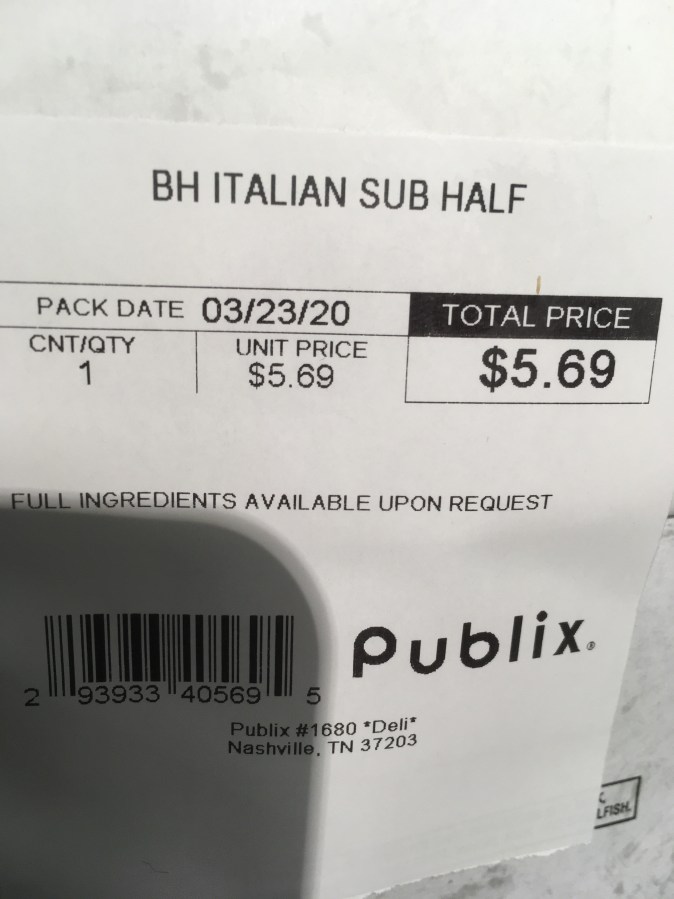 BH ITALIAN SUB HALF
PACK DATE 03/23/20
TOTAL PRICE
CNT/QTY
1
UNIT PRICE
$5.69
$5.69
FULL INGREDIENTS AVAILABLE UPON REQUEST
2 93933 40569 5
Publix®
Publix #1680 *Deli*
Nashville, TN 37203
LFISH.